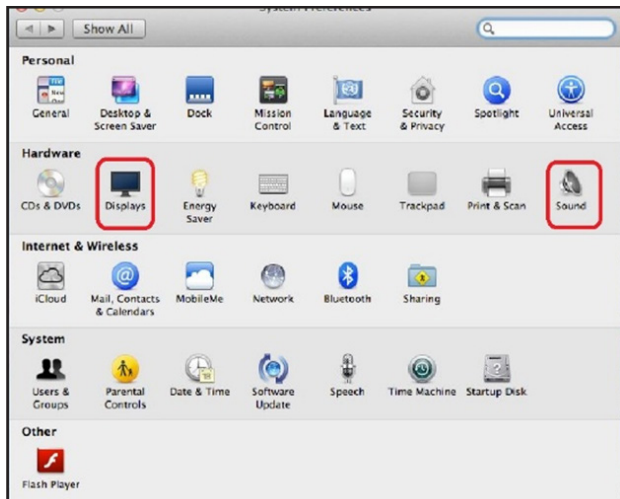 System Preferences
Show All
Personal
General
Desktop &
Screen Saver
Dock
Mission
Control
Language
& Text
Security
& Privacy
Spotlight
Universal
Access
Hardware
CDs & DVDs
Displays
Energy
Saver
Keyboard
Mouse
Trackpad
Print & Scan
Sound
Internet & Wireless
iCloud
Mail, Contacts
& Calendars
MobileMe
Network
Bluetooth
Sharing
System
Users &
Groups
Parental
Controls
Date & Time
Software
Update
Speech
Time Machine
Startup Disk
Other
Flash Player